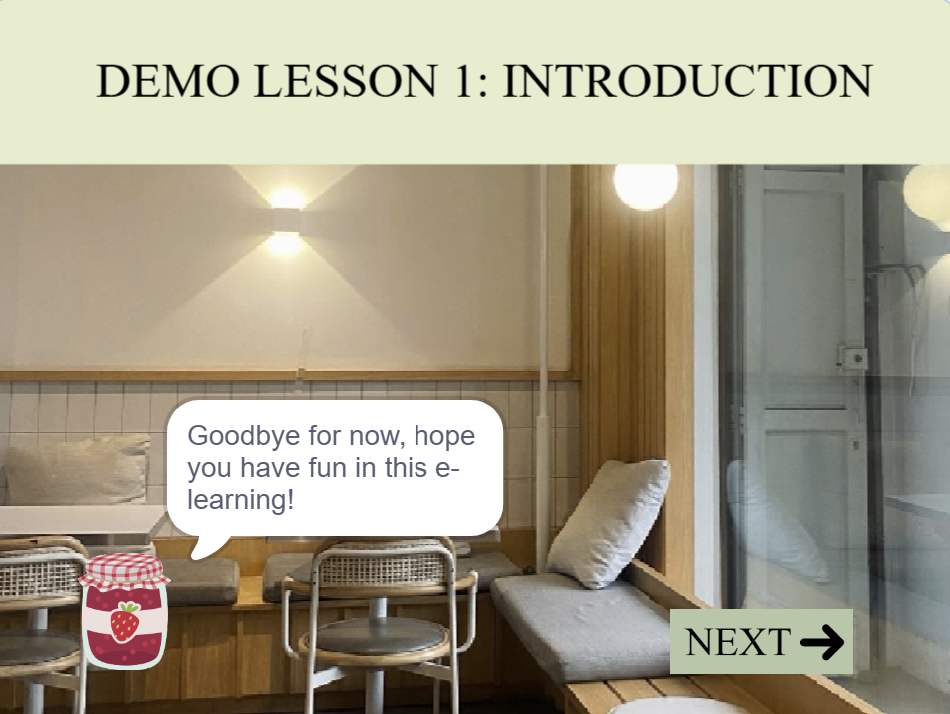 DEMO LESSON 1: INTRODUCTION
Goodbye for now, hope
you have fun in this e-
learning!
NEXT